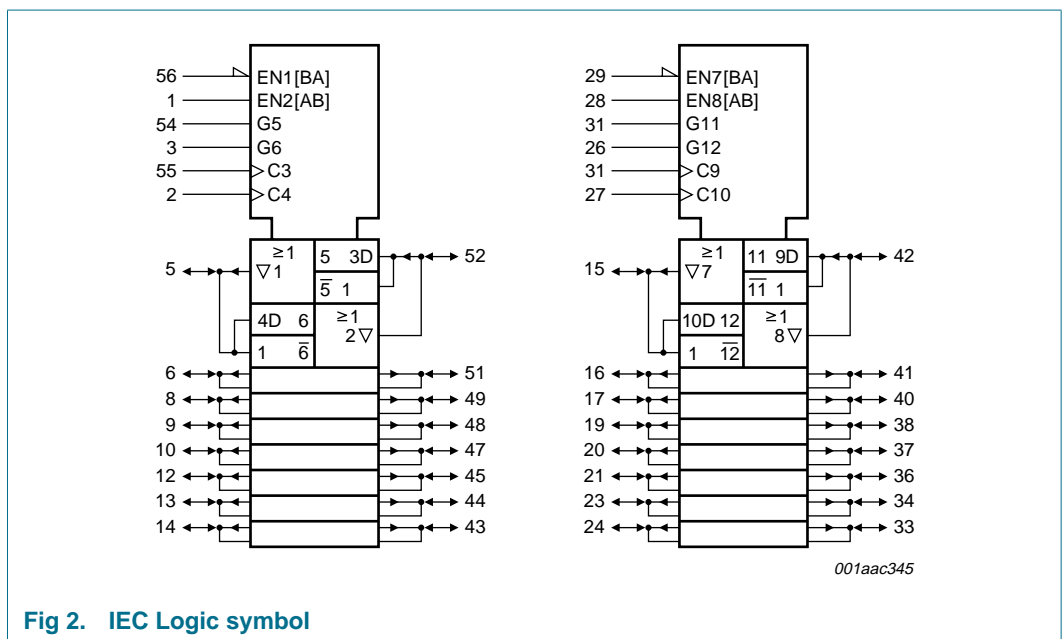 56 EN1[BA]
1 EN2[AB]
54 G5
3 G6
55 C3
2 C4
≥1 5 3D
5 ▽1 52
5̅ 1
4D 6 ≥1
2▽
1 6̅
6 51
8 49
9 48
10 47
12 45
13 44
14 43
29 EN7[BA]
28 EN8[AB]
31 G11
26 G12
31 C9
27 C10
≥1 11 9D
15 ▽7 42
1̅1̅ 1
10D 12 ≥1
8▽
1 1̅2̅
16 41
17 40
19 38
20 37
21 36
23 34
24 33
001aac345
Fig 2. IEC Logic symbol